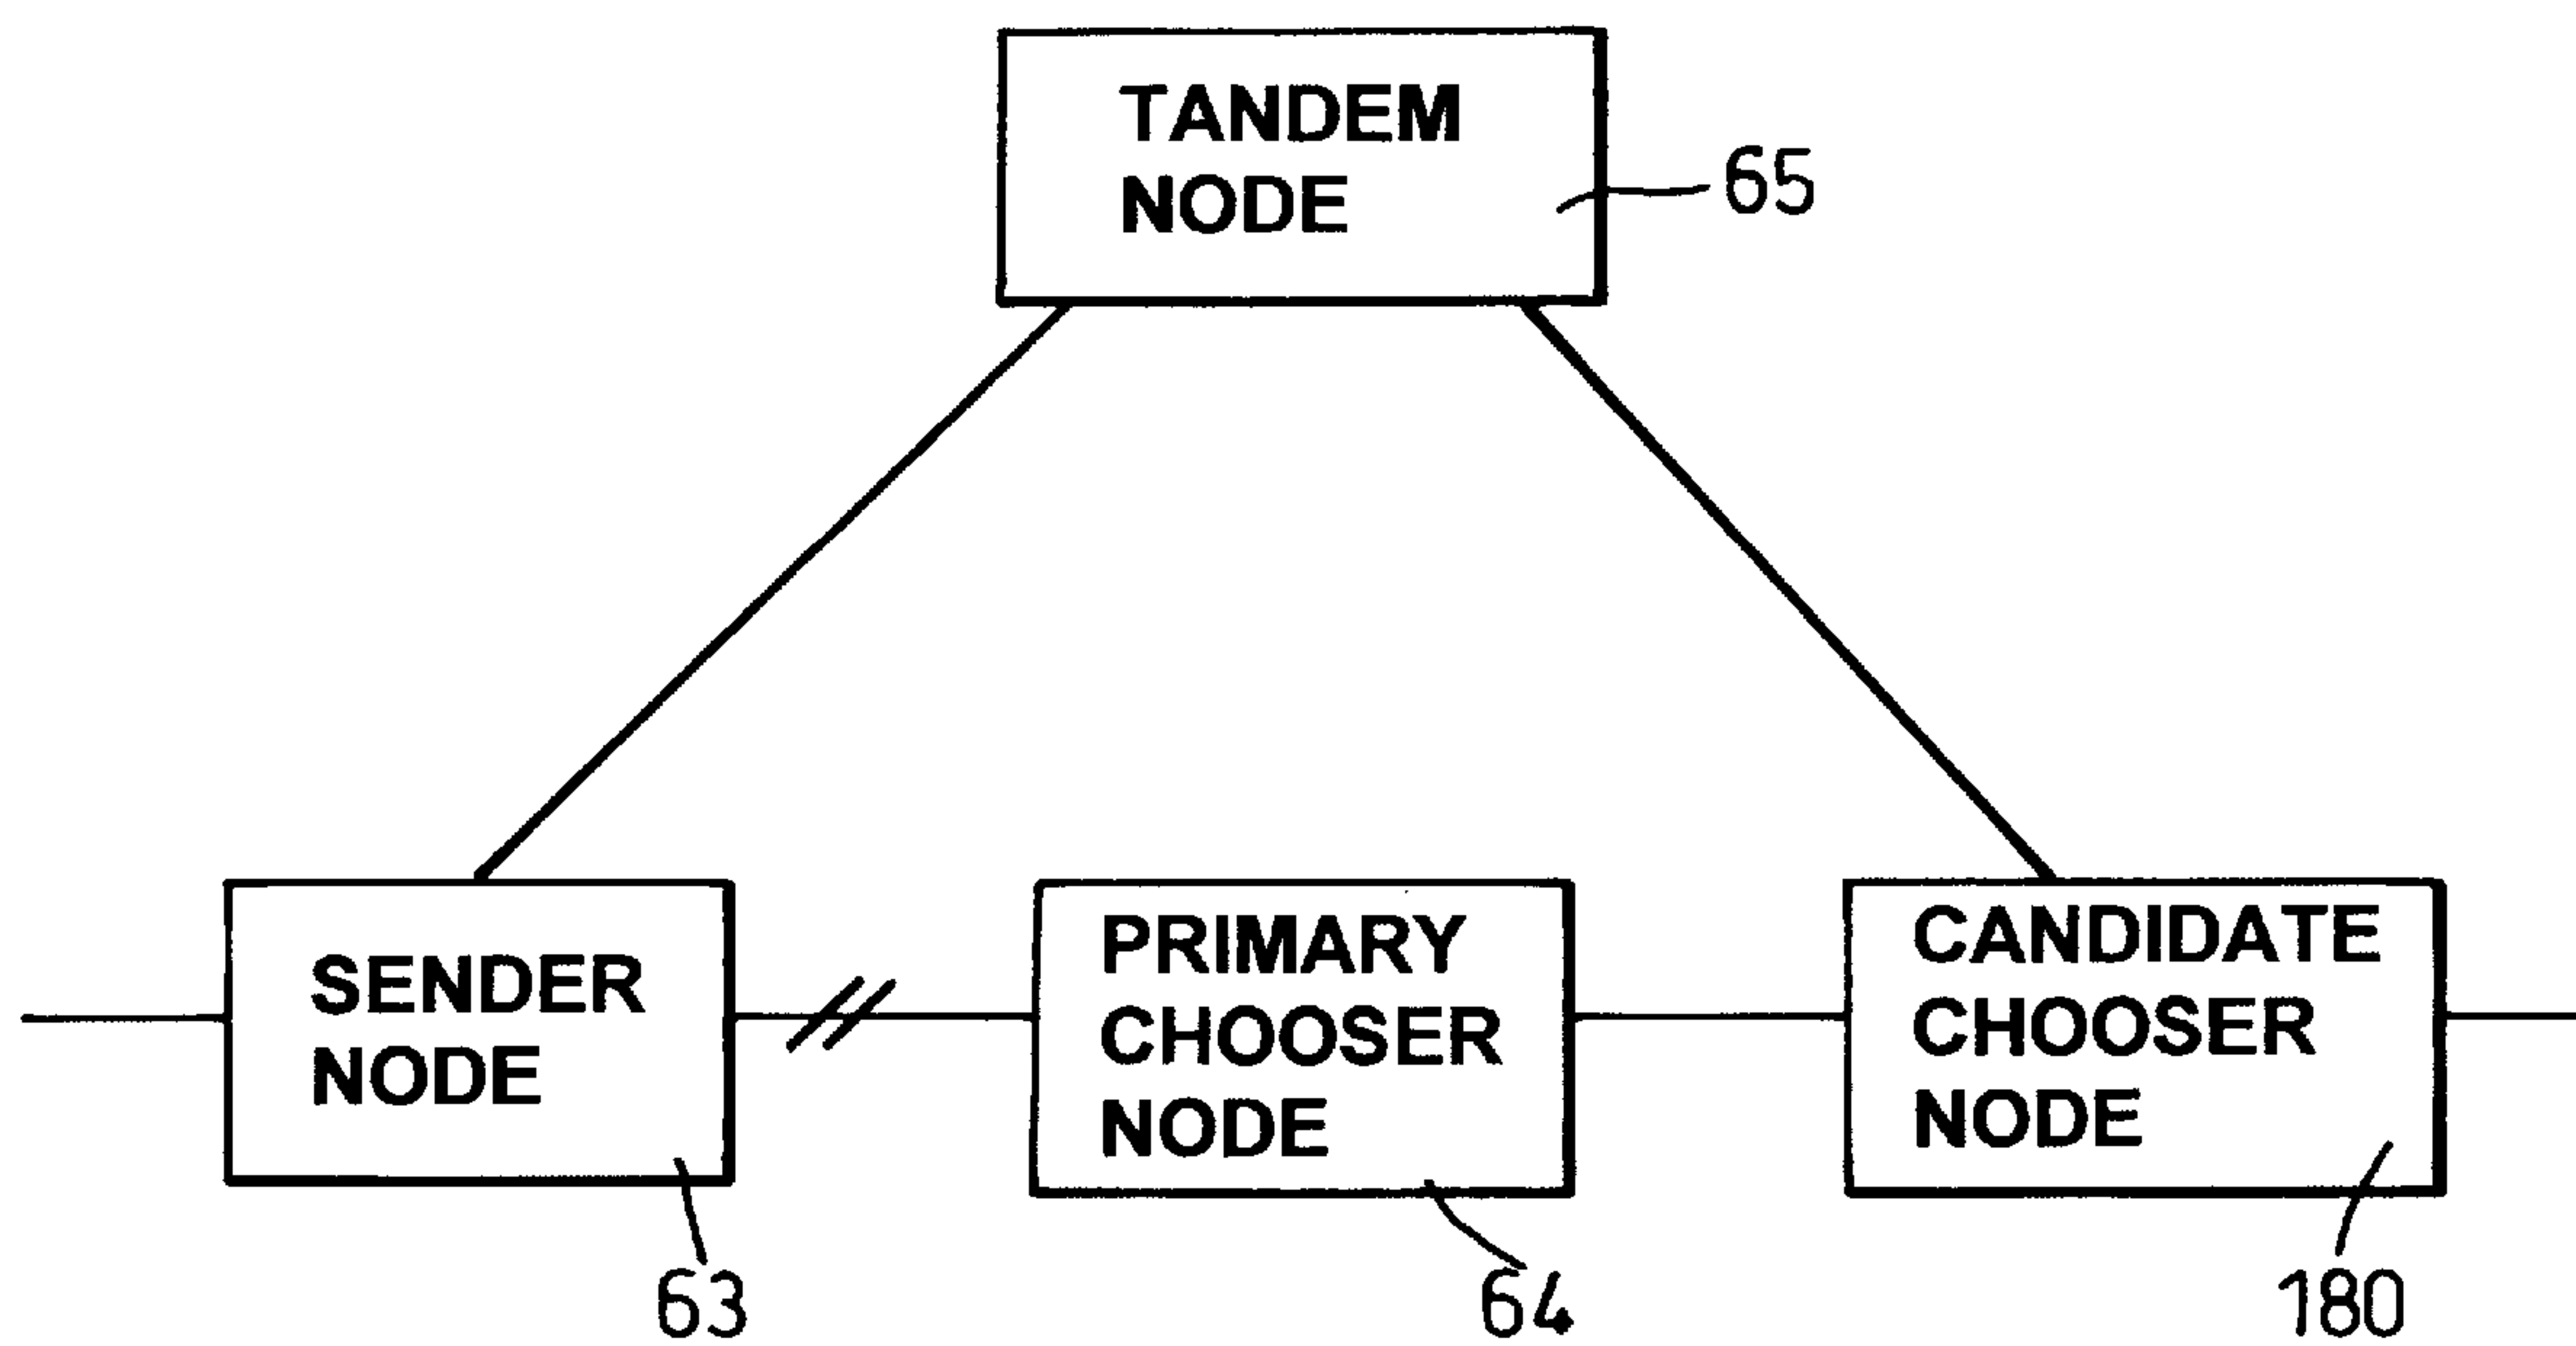 TANDEM
NODE
65
SENDER
NODE
PRIMARY
CHOOSER
NODE
CANDIDATE
CHOOSER
NODE
63
64
180